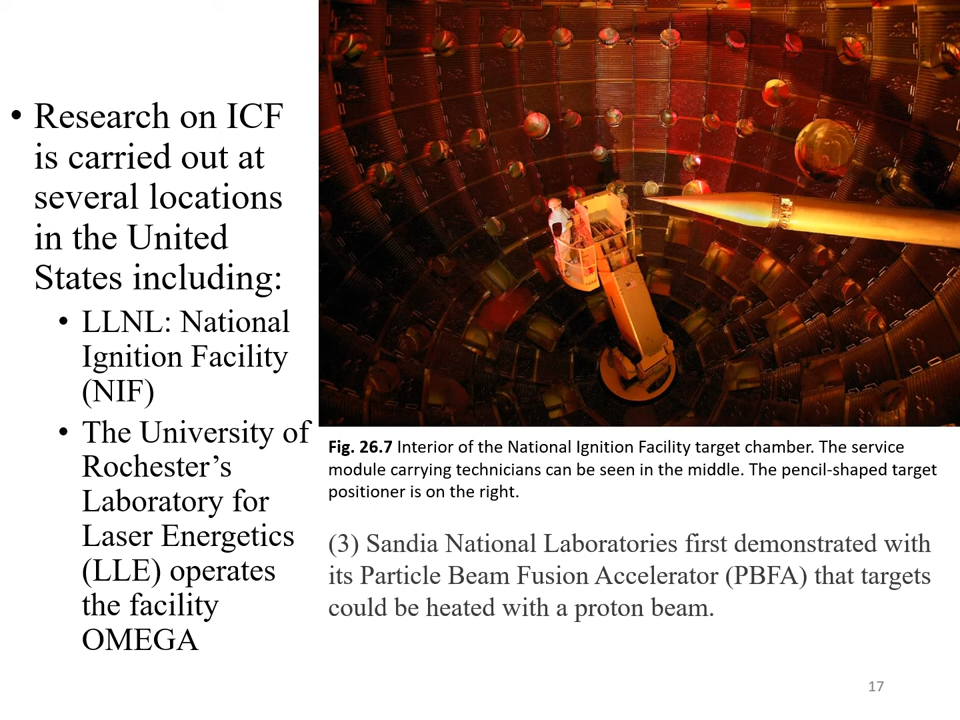 • Research on ICF
is carried out at
several locations
in the United
States including:
• LLNL: National
Ignition Facility
(NIF)
• The University of
Rochester’s
Laboratory for
Laser Energetics
(LLE) operates
the facility
OMEGA
Fig. 26.7 Interior of the National Ignition Facility target chamber. The service
module carrying technicians can be seen in the middle. The pencil-shaped target
positioner is on the right.
(3) Sandia National Laboratories first demonstrated with
its Particle Beam Fusion Accelerator (PBFA) that targets
could be heated with a proton beam.
17